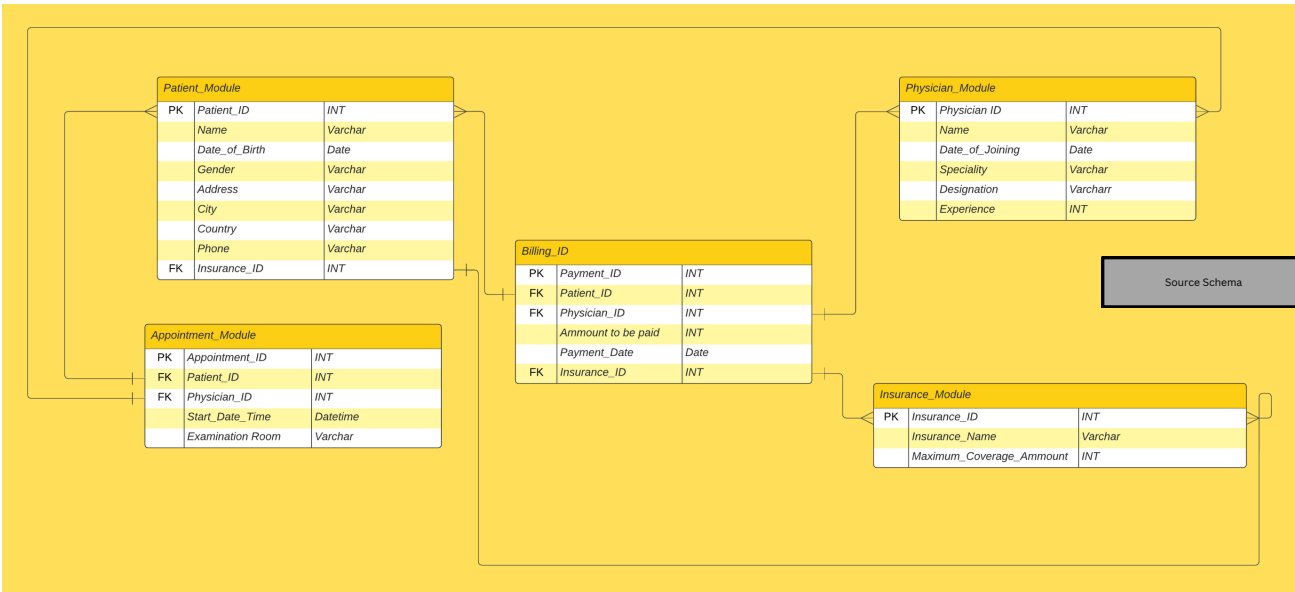 Patient_Module
PK Patient_ID INT
Name Varchar
Date_of_Birth Date
Gender Varchar
Address Varchar
City Varchar
Country Varchar
Phone Varchar
FK Insurance_ID INT
Physician_Module
PK Physician ID INT
Name Varchar
Date_of_Joining Date
Speciality Varchar
Designation Varcharr
Experience INT
Billing_ID
PK Payment_ID INT
FK Patient_ID INT
FK Physician_ID INT
Ammount to be paid INT
Payment_Date Date
FK Insurance_ID INT
Source Schema
Appointment_Module
PK Appointment_ID INT
FK Patient_ID INT
FK Physician_ID INT
Start_Date_Time Datetime
Examination Room Varchar
Insurance_Module
PK Insurance_ID INT
Insurance_Name Varchar
Maximum_Coverage_Ammount INT